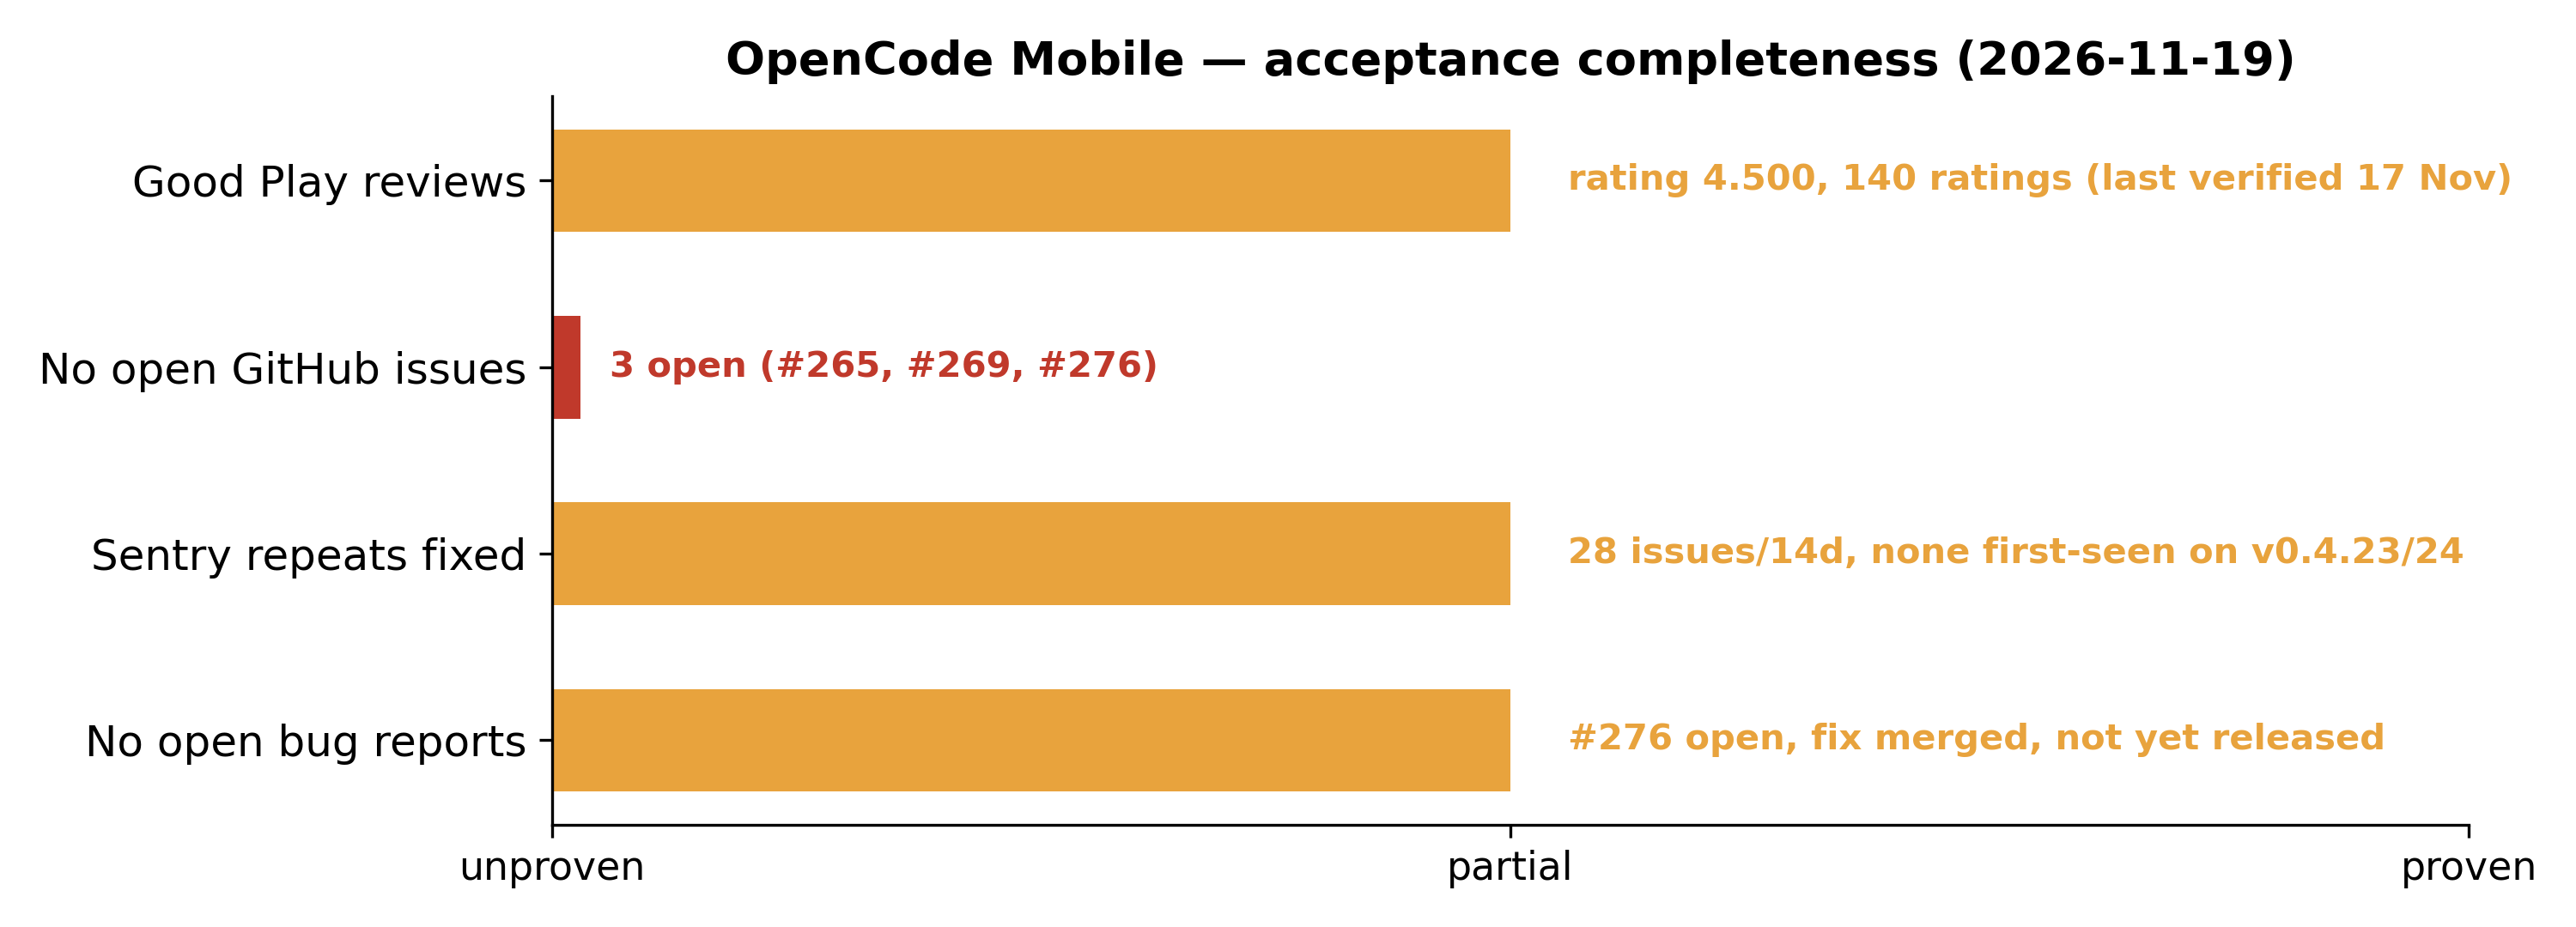 OpenCode Mobile — acceptance completeness (2026-11-19)
Good Play reviews
rating 4.500, 140 ratings (last verified 17 Nov)
No open GitHub issues
3 open (#265, #269, #276)
Sentry repeats fixed
28 issues/14d, none first-seen on v0.4.23/24
No open bug reports
#276 open, fix merged, not yet released
unproven
partial
proven